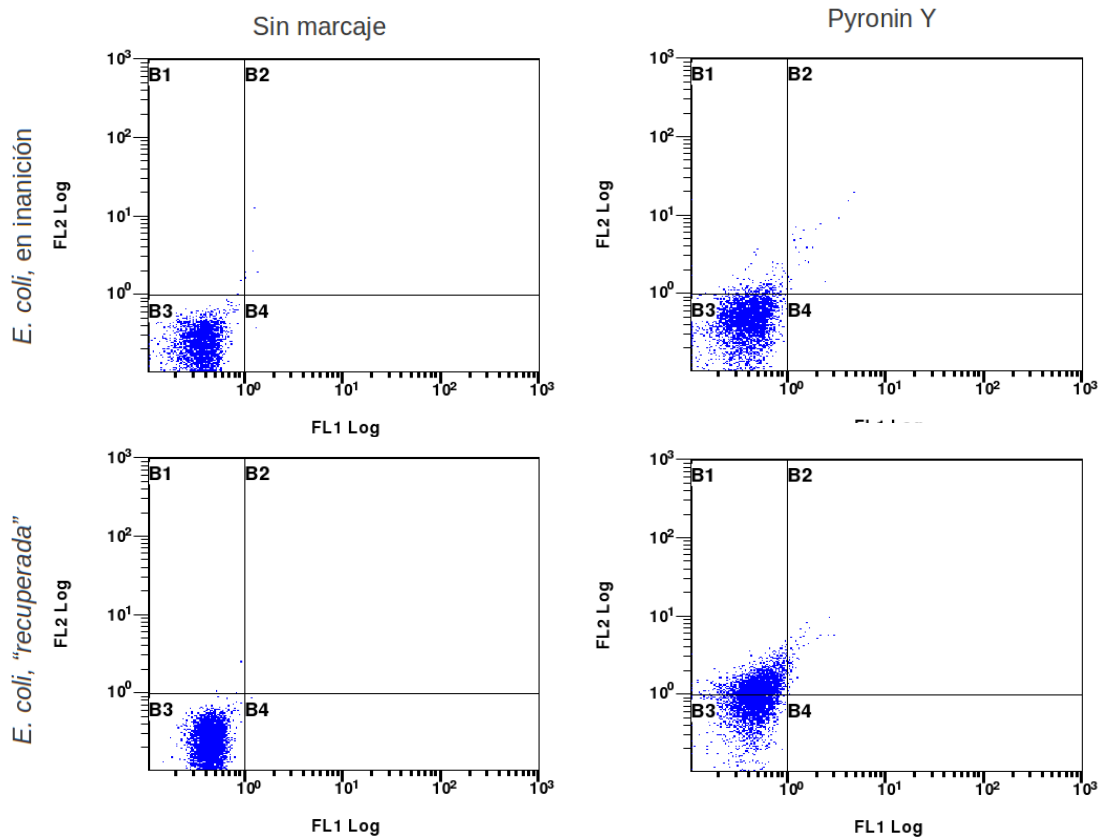 Sin marcaje
Pyronin Y
E. coli, en inanición
E. coli, “recuperada”
10³
10²
10¹
10⁰
B1
B2
B3
B4
FL2 Log
10⁰
10¹
10²
10³
FL1 Log
10³
10²
10¹
10⁰
B1
B2
B3
B4
FL2 Log
10⁰
10¹
10²
10³
10³
10²
10¹
10⁰
B1
B2
B3
B4
FL2 Log
10⁰
10¹
10²
10³
FL1 Log
10³
10²
10¹
10⁰
B1
B2
B3
B4
FL2 Log
10⁰
10¹
10²
10³
FL1 Log